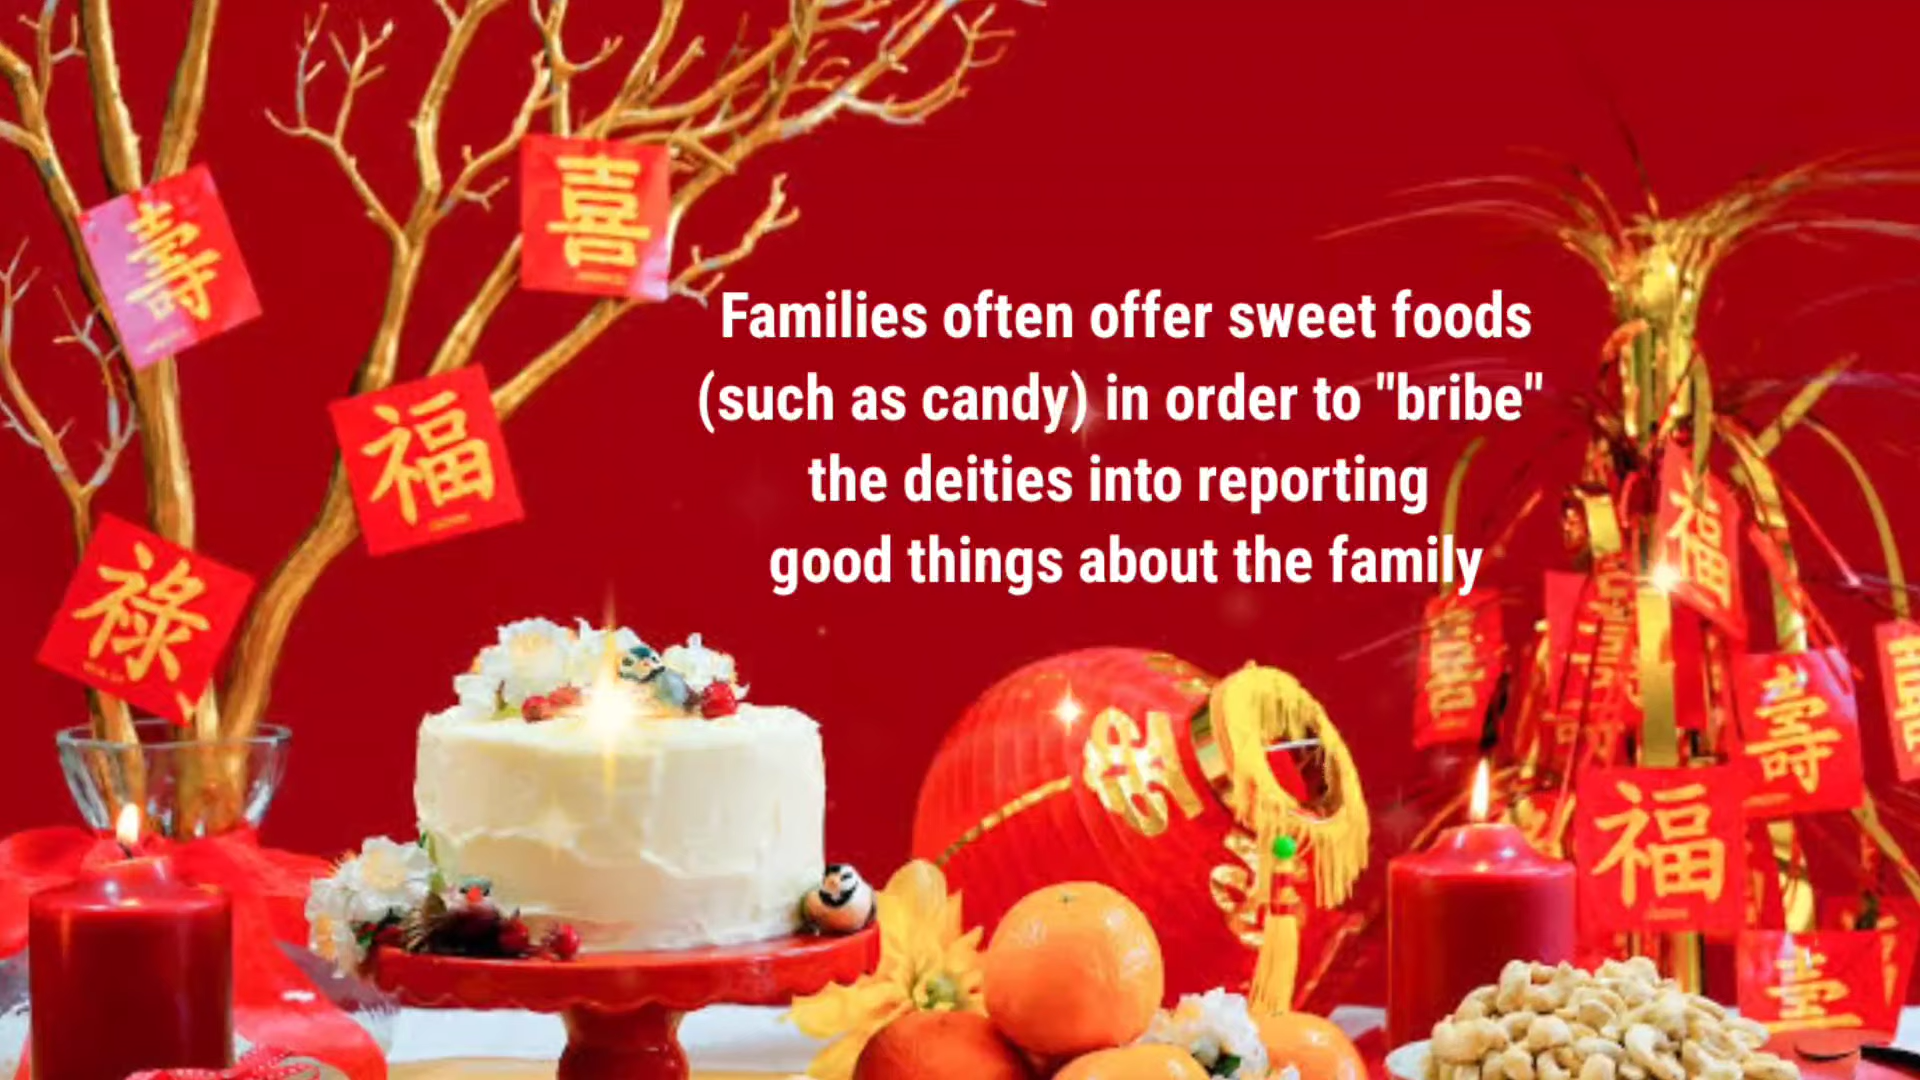 Families often offer sweet foods
(such as candy) in order to "bribe"
the deities into reporting
good things about the family
喜
壽
福
祿
福
壽
福
壽